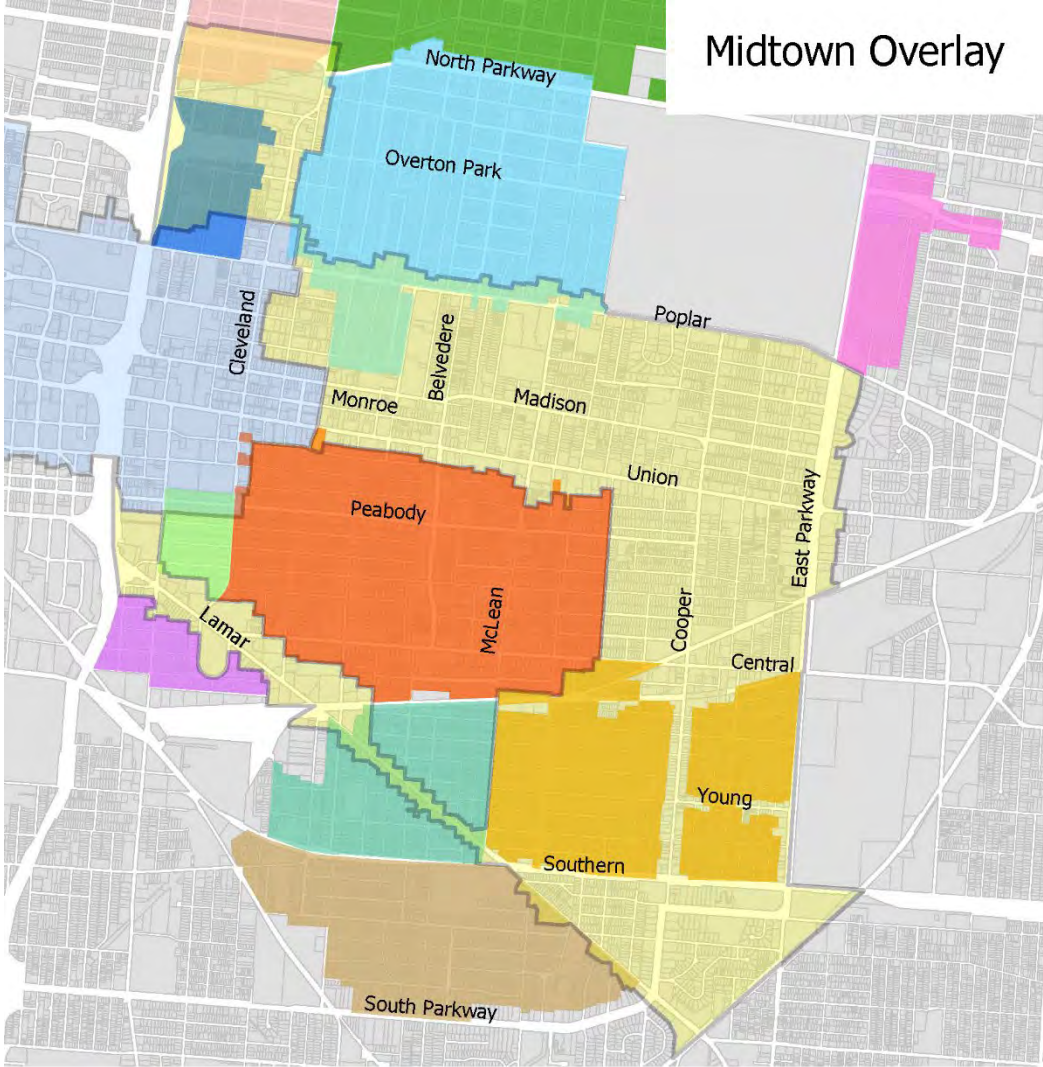 Midtown Overlay
North Parkway
Overton Park
Cleveland
Belvedere
Poplar
Monroe
Madison
Union
Peabody
East Parkway
McLean
Cooper
Lamar
Central
Young
Southern
South Parkway